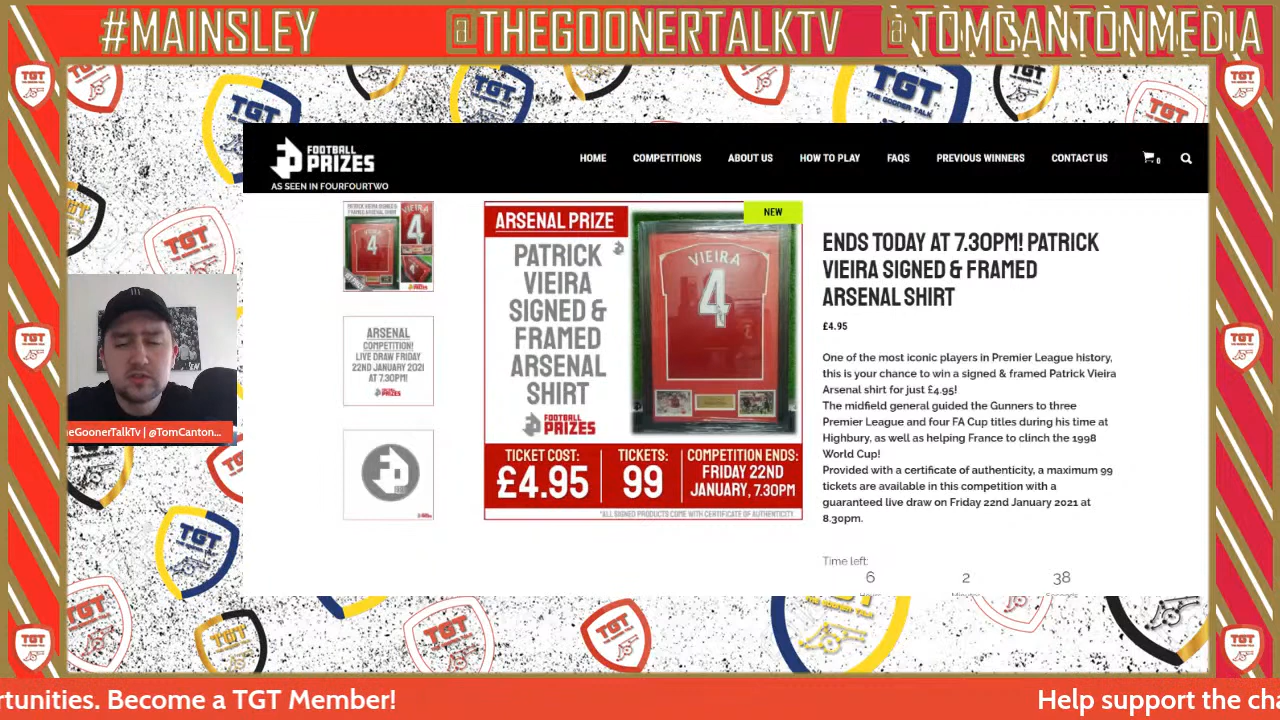 #MAINSLEY
@THEGOONERTALKTV
@TOMCANTONMEDIA
TGT
THE GOONER TALK
FOOTBALL
PRIZES
AS SEEN IN FOURFOURTWO
HOME
COMPETITIONS
ABOUT US
HOW TO PLAY
FAQS
PREVIOUS WINNERS
CONTACT US
0
ARSENAL
COMPETITION!
LIVE DRAW FRIDAY
22ND JANUARY 2021
AT 7.30PM!
ARSENAL PRIZE
NEW
PATRICK
VIEIRA
SIGNED &
FRAMED
ARSENAL
SHIRT
FOOTBALL
PRIZES
VIEIRA
4
TICKET COST:
£4.95
TICKETS:
99
COMPETITION ENDS:
FRIDAY 22ND
JANUARY, 7.30PM
*ALL SIGNED PRODUCTS COME WITH CERTIFICATE OF AUTHENTICITY
ENDS TODAY AT 7.30PM! PATRICK
VIEIRA SIGNED & FRAMED
ARSENAL SHIRT
£4.95
One of the most iconic players in Premier League history,
this is your chance to win a signed & framed Patrick Vieira
Arsenal shirt for just £4.95!
The midfield general guided the Gunners to three
Premier League and four FA Cup titles during his time at
Highbury, as well as helping France to clinch the 1998
World Cup!
Provided with a certificate of authenticity, a maximum 99
tickets are available in this competition with a
guaranteed live draw on Friday 22nd January 2021 at
8.30pm.
Time left:
6 2 38
eGoonerTalkTv | @TomCanton...
rtunities. Become a TGT Member!
Help support the cha